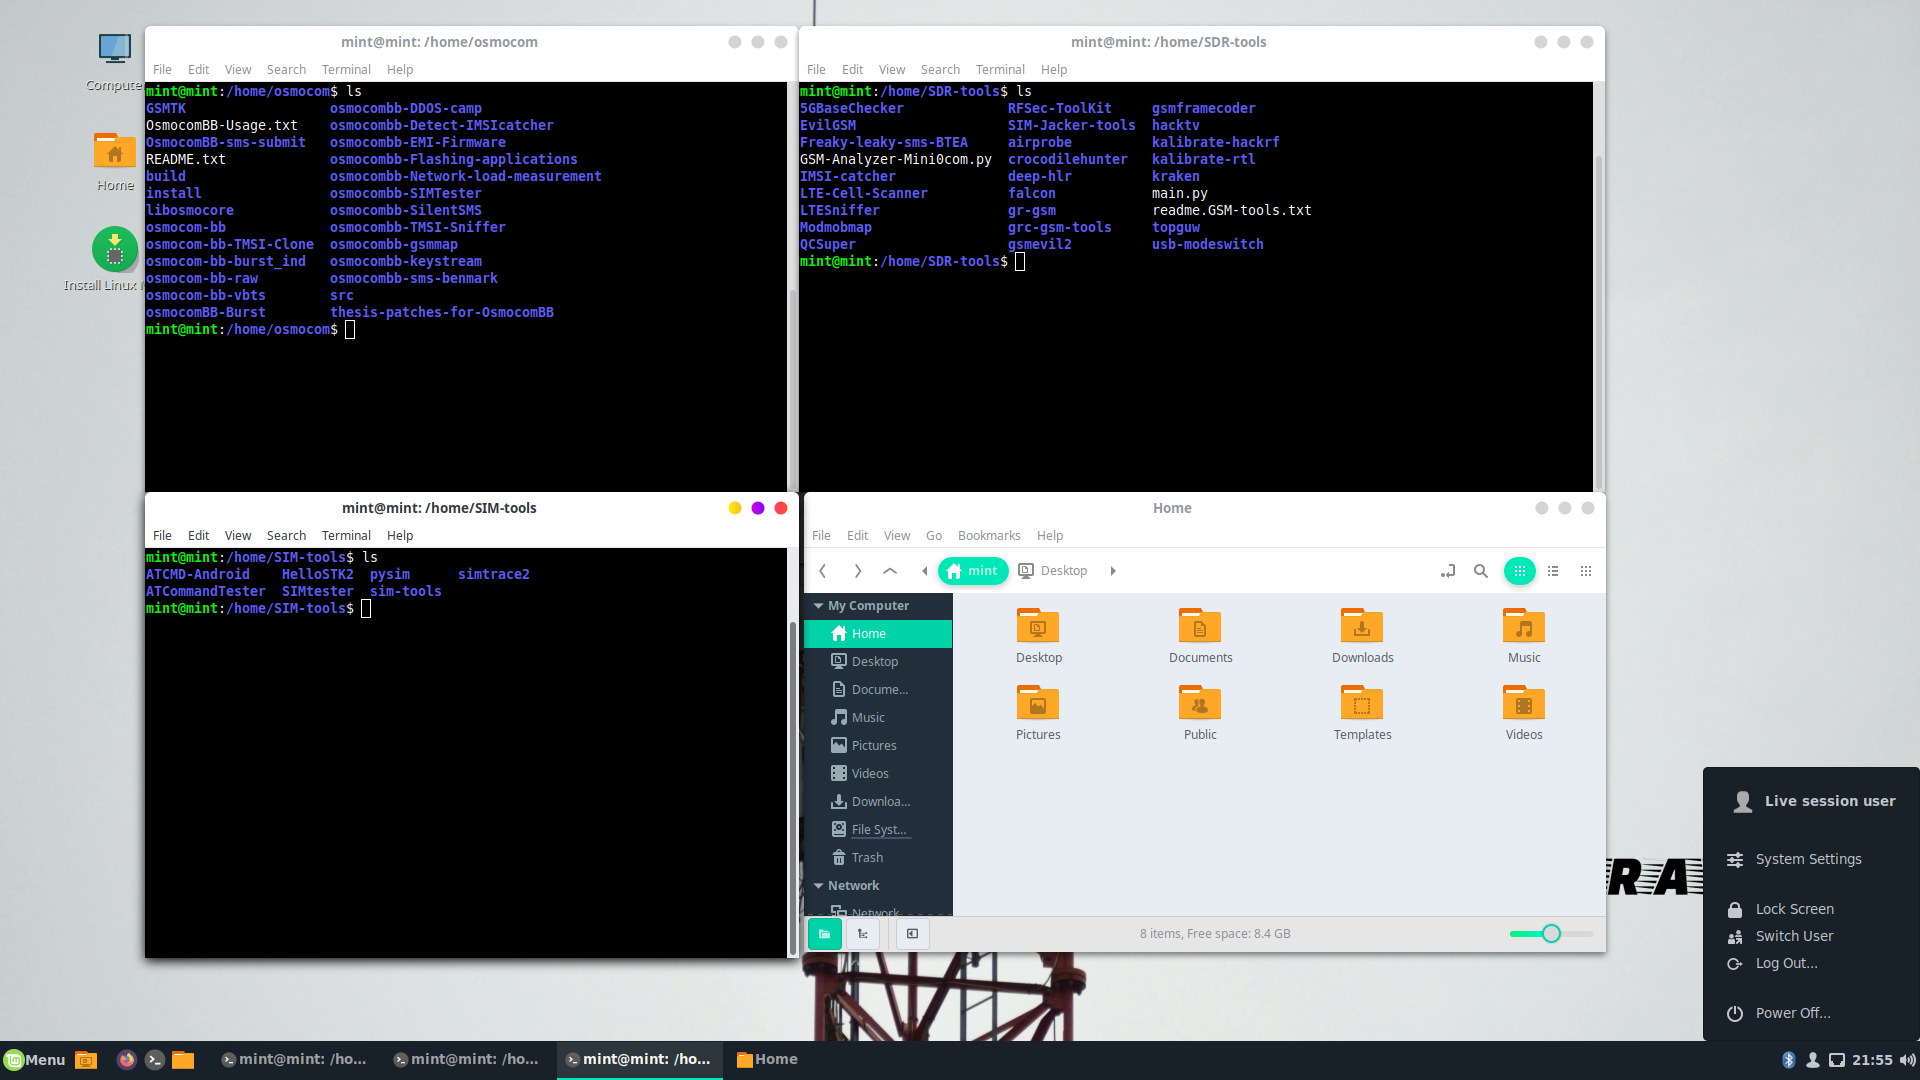 Compute
Home
Install Linux
mint@mint: /home/osmocom
File Edit View Search Terminal Help
mint@mint:/home/osmocom$ ls
GSMTK osmocombb-DDOS-camp
OsmocomBB-Usage.txt osmocombb-Detect-IMSIcatcher
OsmocomBB-sms-submit osmocombb-EMI-Firmware
README.txt osmocombb-Flashing-applications
build osmocombb-Network-load-measurement
install osmocombb-SIMTester
libosmocore osmocombb-SilentSMS
osmocom-bb osmocombb-TMSI-Sniffer
osmocom-bb-TMSI-Clone osmocombb-gsmmap
osmocom-bb-burst_ind osmocombb-keystream
osmocom-bb-raw osmocombb-sms-benmark
osmocom-bb-vbts src
osmocomBB-Burst thesis-patches-for-OsmocomBB
mint@mint:/home/osmocom$
mint@mint: /home/SDR-tools
File Edit View Search Terminal Help
mint@mint:/home/SDR-tools$ ls
5GBaseChecker RFSec-ToolKit gsmframecoder
EvilGSM SIM-Jacker-tools hacktv
Freaky-leaky-sms-BTEA airprobe kalibrate-hackrf
GSM-Analyzer-Mini0com.py crocodilehunter kalibrate-rtl
IMSI-catcher deep-hlr kraken
LTE-Cell-Scanner falcon main.py
LTESniffer gr-gsm readme.GSM-tools.txt
Modmobmap grc-gsm-tools topguw
QCSuper gsmevil2 usb-modeswitch
mint@mint:/home/SDR-tools$
mint@mint: /home/SIM-tools
File Edit View Search Terminal Help
mint@mint:/home/SIM-tools$ ls
ATCMD-Android HelloSTK2 pysim simtrace2
ATCommandTester SIMtester sim-tools
mint@mint:/home/SIM-tools$
Home
File Edit View Go Bookmarks Help
mint Desktop
My Computer
Home
Desktop
Docume...
Music
Pictures
Videos
Downloa...
File Syst...
Trash
Network
Network
Desktop Documents Downloads Music
Pictures Public Templates Videos
8 items, Free space: 8.4 GB
RA
Live session user
System Settings
Lock Screen
Switch User
Log Out...
Power Off...
Menu mint@mint: /ho... mint@mint: /ho... mint@mint: /ho... Home 21:55